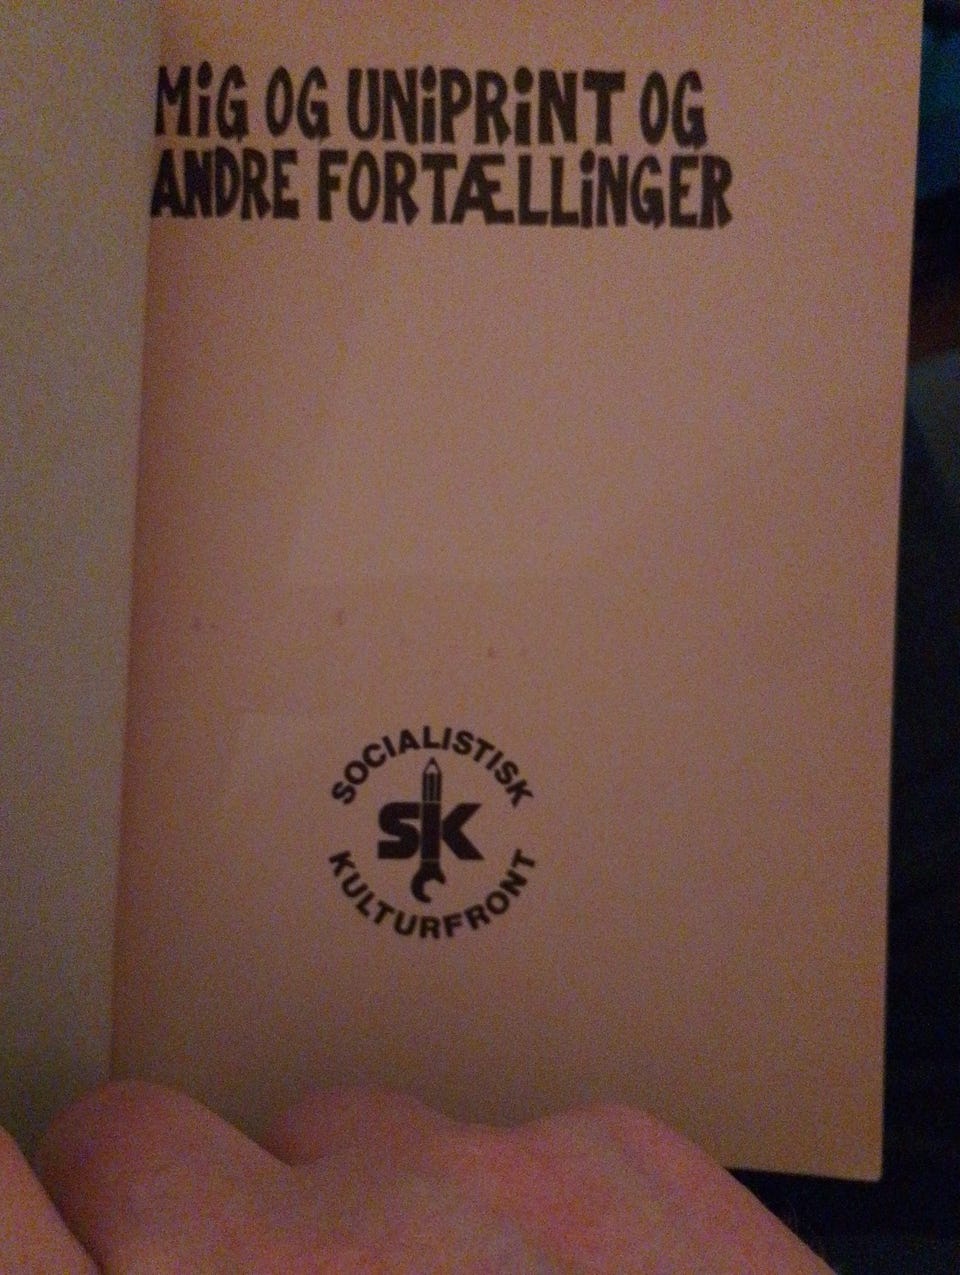 MiG OG UNiPRiNT OG
ANDRE FORTÆLLiNGER
SOCIALISTISK
SK
KULTURFRONT